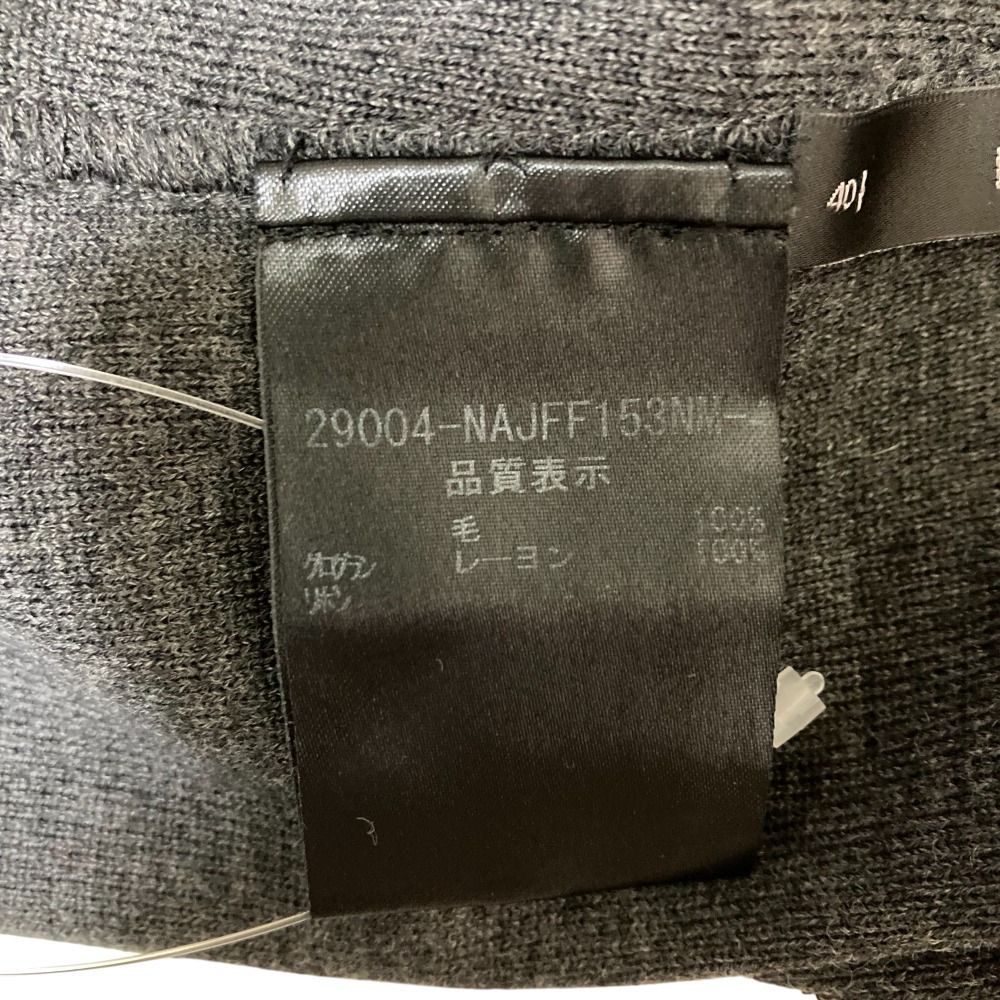 401
29004-NAJFF153NM-
品質表示
毛 100%
グログラン レーヨン 100%
リボン